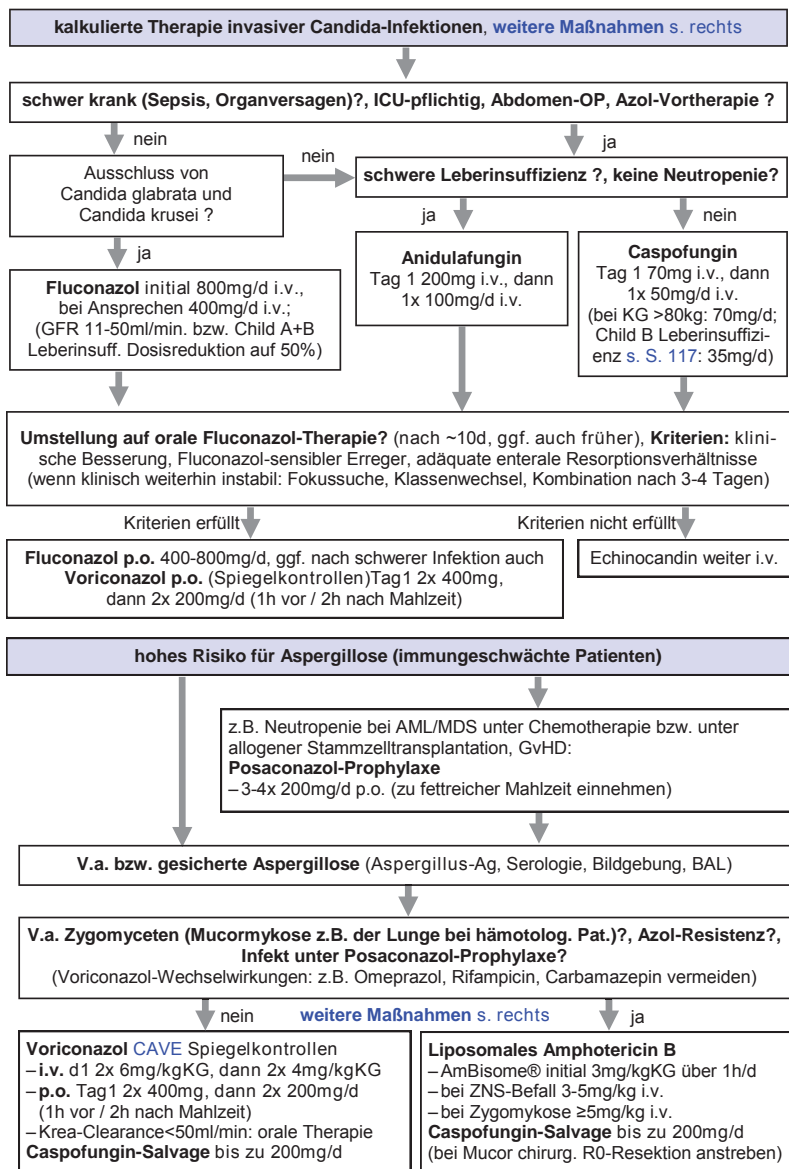 kalkulierte Therapie invasiver Candida-Infektionen, weitere Maßnahmen s. rechts
schwer krank (Sepsis, Organversagen)?, ICU-pflichtig, Abdomen-OP, Azol-Vortherapie ?
nein
ja
Ausschluss von
Candida glabrata und
Candida krusei ?
nein
schwere Leberinsuffizienz ?, keine Neutropenie?
ja
ja
nein
Fluconazol initial 800mg/d i.v.,
bei Ansprechen 400mg/d i.v.;
(GFR 11-50ml/min. bzw. Child A+B
Leberinsuff. Dosisreduktion auf 50%)
Anidulafungin
Tag 1 200mg i.v., dann
1x 100mg/d i.v.
Caspofungin
Tag 1 70mg i.v., dann
1x 50mg/d i.v.
(bei KG >80kg: 70mg/d;
Child B Leberinsuffizi-
enz s. S. 117: 35mg/d)
Umstellung auf orale Fluconazol-Therapie? (nach ~10d, ggf. auch früher), Kriterien: klini-
sche Besserung, Fluconazol-sensibler Erreger, adäquate enterale Resorptionsverhältnisse
(wenn klinisch weiterhin instabil: Fokussuche, Klassenwechsel, Kombination nach 3-4 Tagen)
Kriterien erfüllt
Kriterien nicht erfüllt
Fluconazol p.o. 400-800mg/d, ggf. nach schwerer Infektion auch
Voriconazol p.o. (Spiegelkontrollen)Tag1 2x 400mg,
dann 2x 200mg/d (1h vor / 2h nach Mahlzeit)
Echinocandin weiter i.v.
hohes Risiko für Aspergillose (immungeschwächte Patienten)
z.B. Neutropenie bei AML/MDS unter Chemotherapie bzw. unter
allogener Stammzelltransplantation, GvHD:
Posaconazol-Prophylaxe
–3-4x 200mg/d p.o. (zu fettreicher Mahlzeit einnehmen)
V.a. bzw. gesicherte Aspergillose (Aspergillus-Ag, Serologie, Bildgebung, BAL)
V.a. Zygomyceten (Mucormykose z.B. der Lunge bei hämotolog. Pat.)?, Azol-Resistenz?,
Infekt unter Posaconazol-Prophylaxe?
(Voriconazol-Wechselwirkungen: z.B. Omeprazol, Rifampicin, Carbamazepin vermeiden)
nein
weitere Maßnahmen s. rechts
ja
Voriconazol CAVE Spiegelkontrollen
–i.v. d1 2x 6mg/kgKG, dann 2x 4mg/kgKG
–p.o. Tag1 2x 400mg, dann 2x 200mg/d
(1h vor / 2h nach Mahlzeit)
–Krea-Clearance<50ml/min: orale Therapie
Caspofungin-Salvage bis zu 200mg/d
Liposomales Amphotericin B
–AmBisome® initial 3mg/kgKG über 1h/d
–bei ZNS-Befall 3-5mg/kg i.v.
–bei Zygomykose ≥5mg/kg i.v.
Caspofungin-Salvage bis zu 200mg/d
(bei Mucor chirurg. R0-Resektion anstreben)